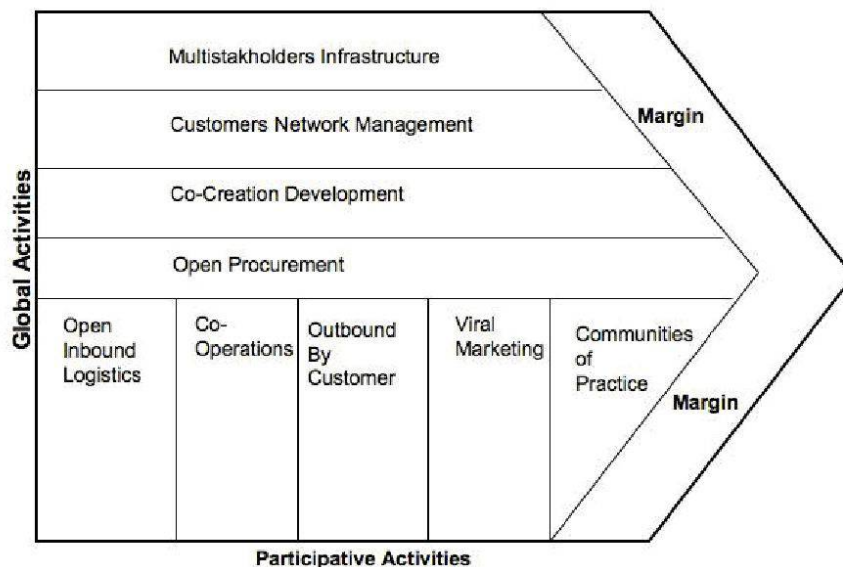 Multistakholders Infrastructure
Margin
Customers Network Management
Co-Creation Development
Global Activities
Open Procurement
Open
Inbound
Logistics
Co-
Operations
Outbound
By
Customer
Viral
Marketing
Communities
of
Practice
Margin
Participative Activities